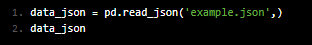 1. data_json = pd.read_json('example.json',)
2. data_json